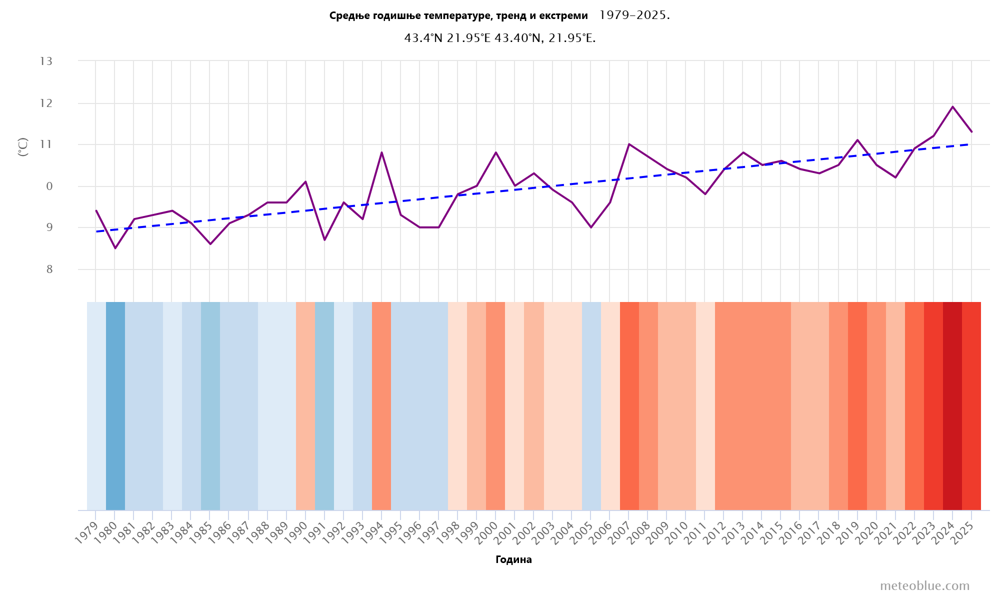 Средње годишње температуре, тренд и екстреми 1979–2025.
43.4°N 21.95°E 43.40°N, 21.95°E.
13
12
(°C)
11
0
9
8
1979 1980 1981 1982 1983 1984 1985 1986 1987 1988 1989 1990 1991 1992 1993 1994 1995 1996 1997 1998 1999 2000 2001 2002 2003 2004 2005 2006 2007 2008 2009 2010 2011 2012 2013 2014 2015 2016 2017 2018 2019 2020 2021 2022 2023 2024 2025
Година
meteoblue.com